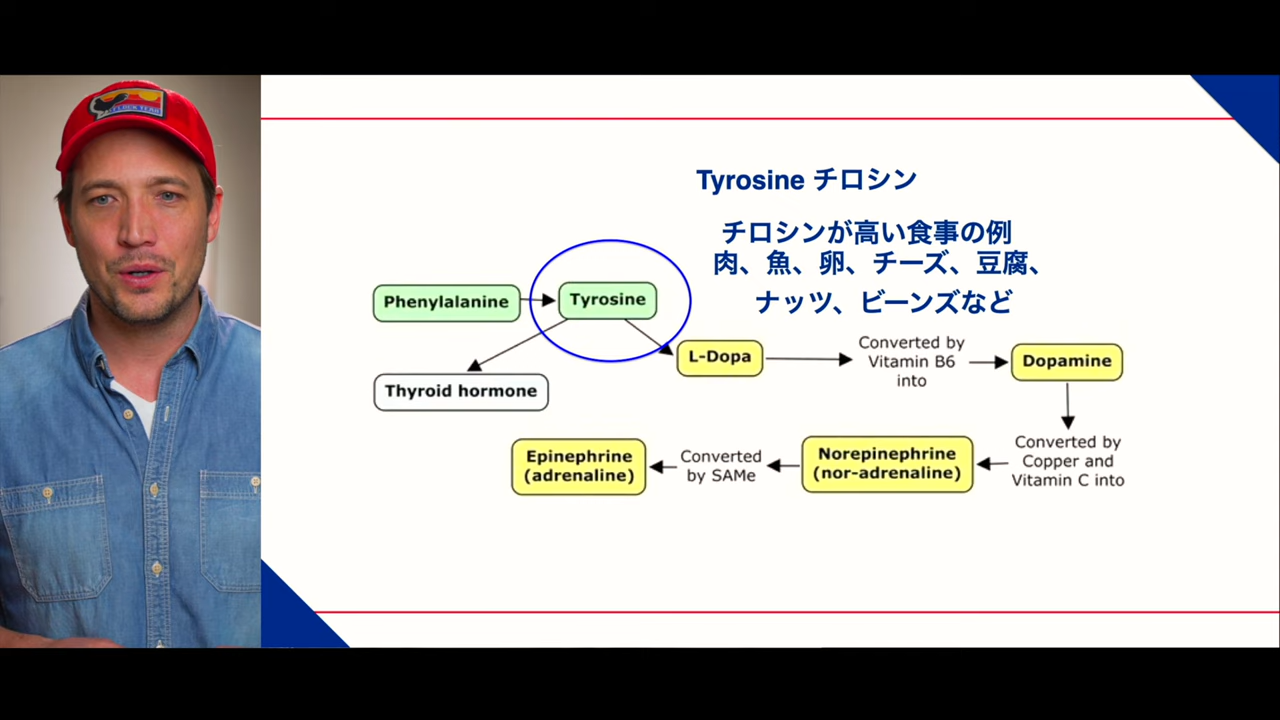 Tyrosine チロシン
チロシンが高い食事の例
肉、魚、卵、チーズ、豆腐、
ナッツ、ビーンズなど
Phenylalanine
Tyrosine
Thyroid hormone
L-Dopa
Converted by
Vitamin B6
into
Dopamine
Converted by
Copper and
Vitamin C into
Norepinephrine
(nor-adrenaline)
Converted
by SAMe
Epinephrine
(adrenaline)